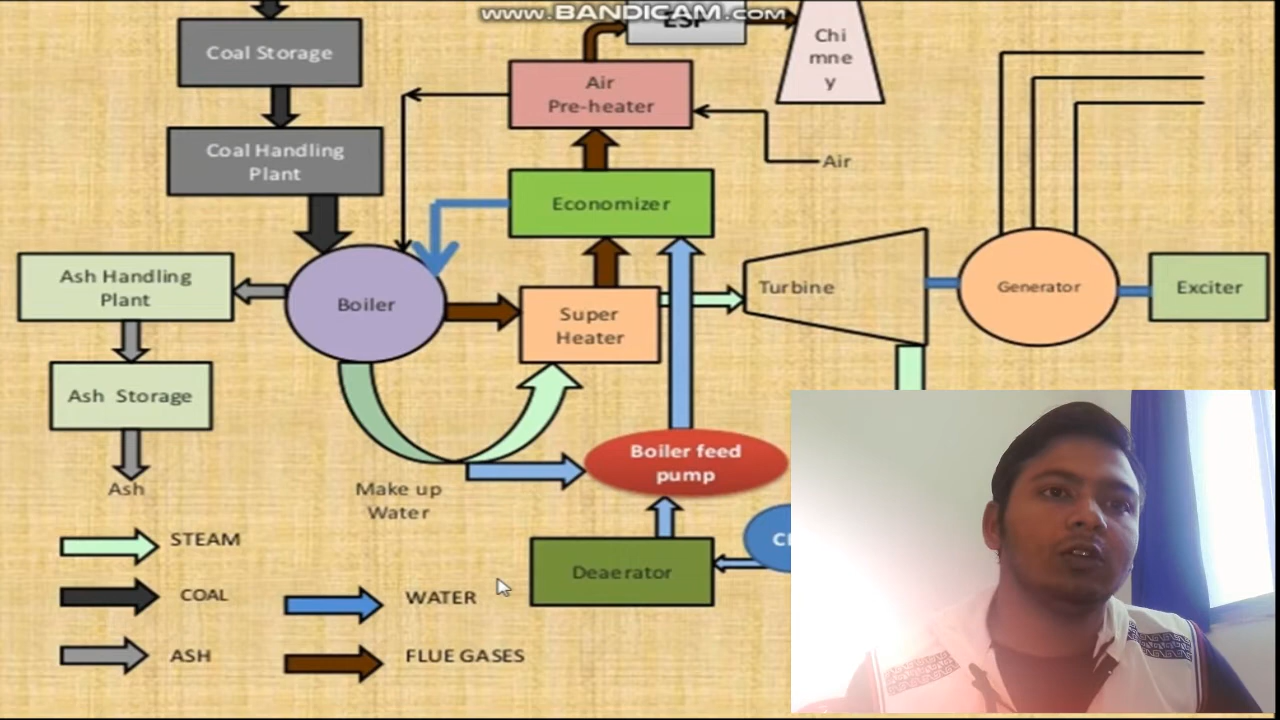 www.BANDICAM.com
ESP
Coal Storage
Chi
mne
y
Air
Pre-heater
Coal Handling
Plant
Air
Economizer
Ash Handling
Plant
Boiler
Super
Heater
Turbine
Generator
Exciter
Ash Storage
Boiler feed
pump
Ash
Make up
Water
STEAM
Deaerator
COAL
WATER
ASH
FLUE GASES